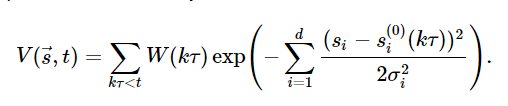 $V(\vec{s}, t) = \sum_{k\tau < t} W(k\tau) \exp\left(-\sum_{i=1}^{d} \frac{(s_i - s_i^{(0)}(k\tau))^2}{2\sigma_i^2}\right).$